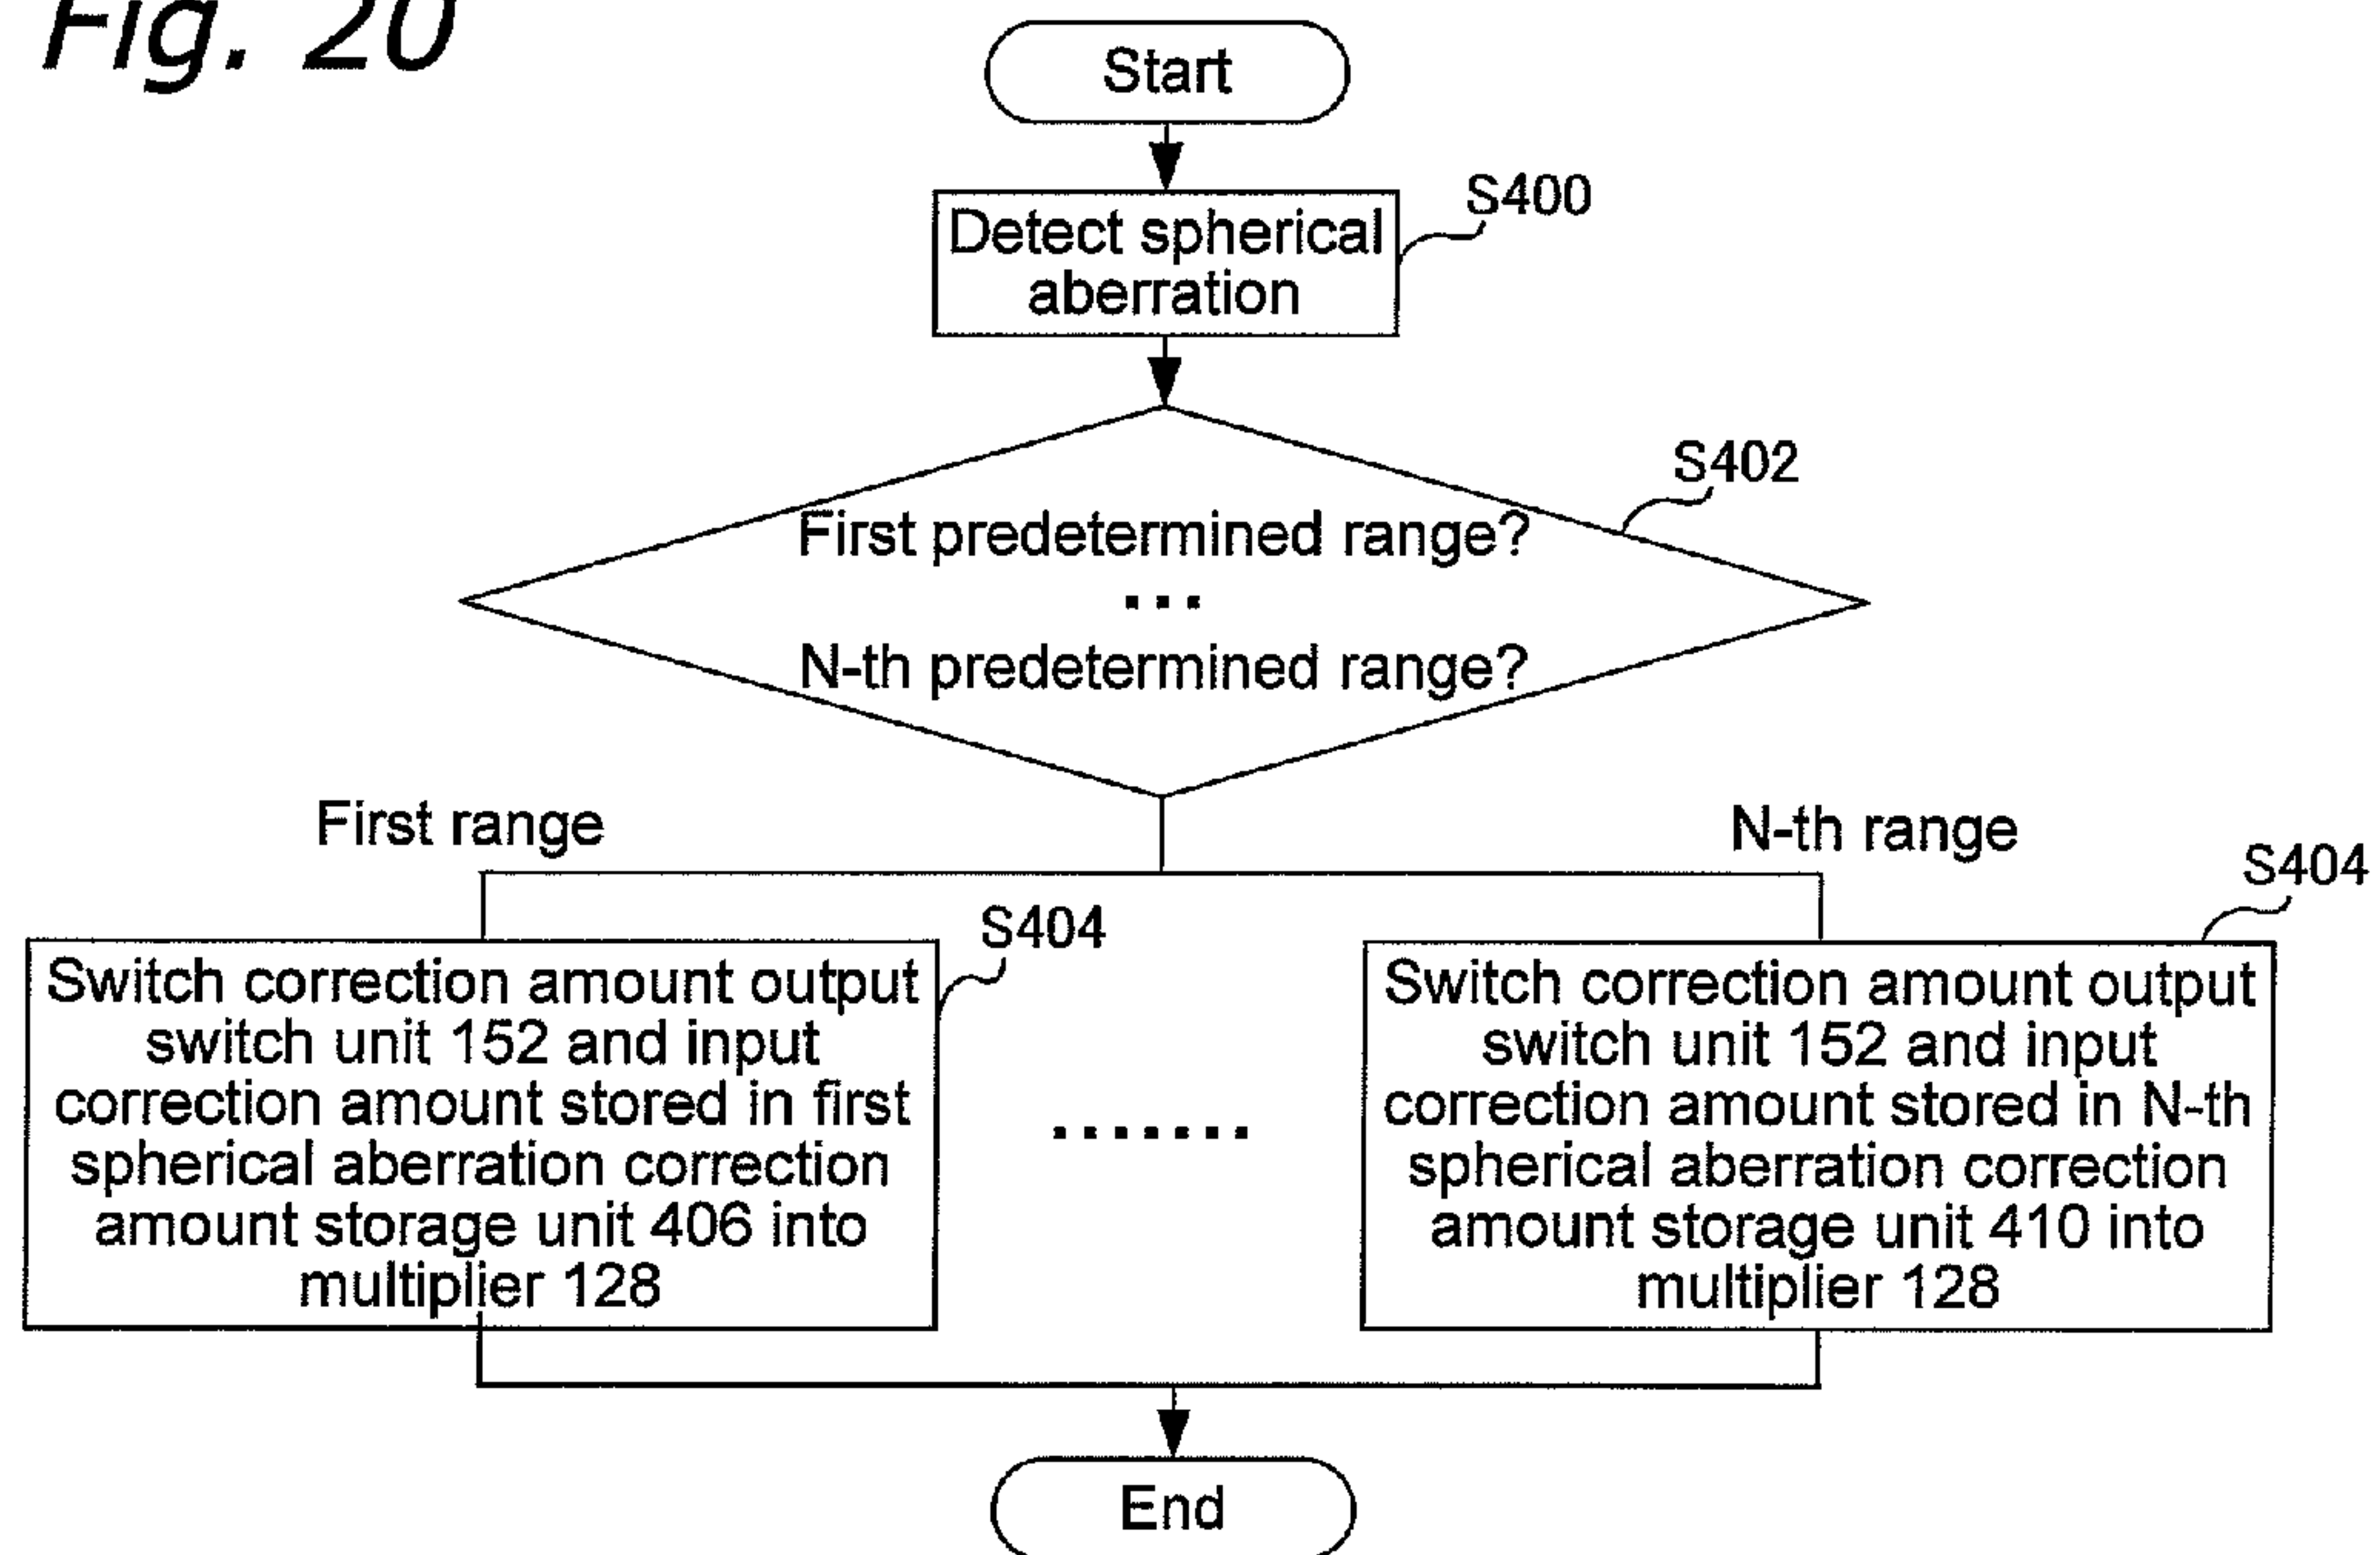 Fig. 20
Start
S400
Detect spherical
aberration
S402
First predetermined range?
...
N-th predetermined range?
First range
N-th range
S404
S404
Switch correction amount output
switch unit 152 and input
correction amount stored in first
spherical aberration correction
amount storage unit 406 into
multiplier 128
.......
Switch correction amount output
switch unit 152 and input
correction amount stored in N-th
spherical aberration correction
amount storage unit 410 into
multiplier 128
End